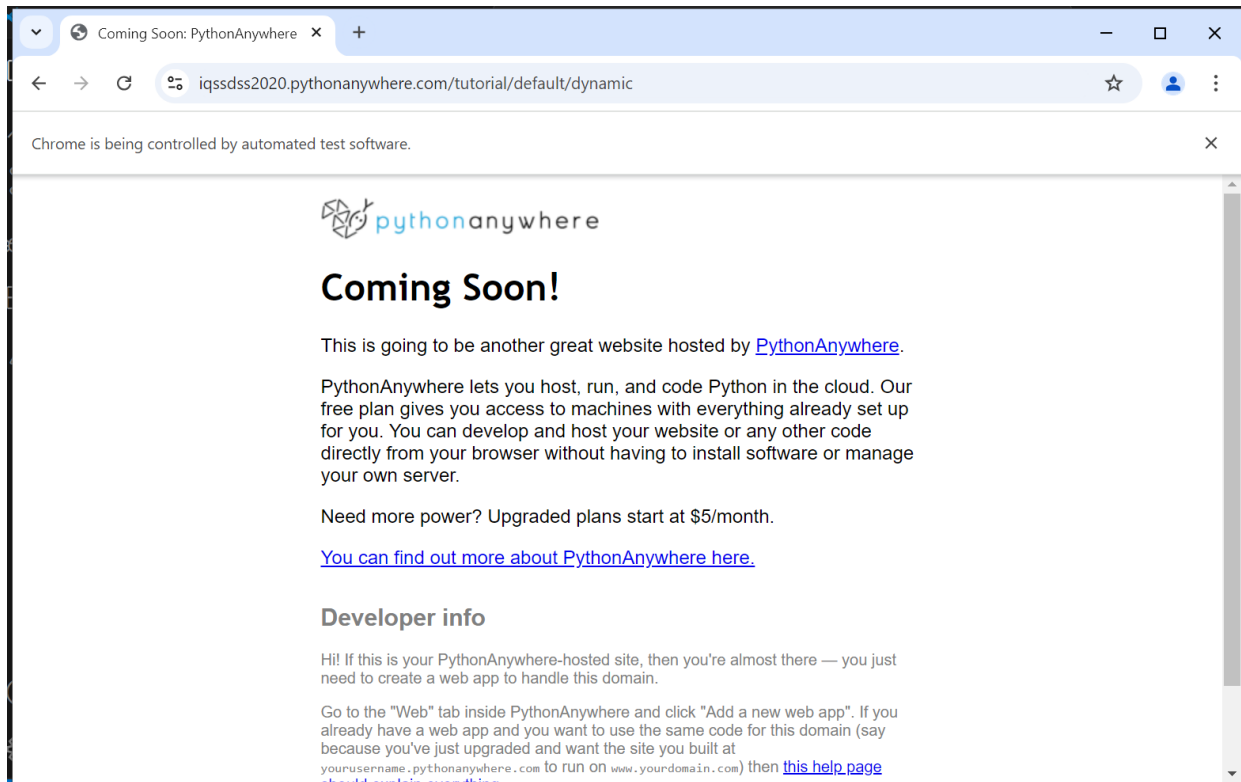 Coming Soon: PythonAnywhere
iqssdss2020.pythonanywhere.com/tutorial/default/dynamic
Chrome is being controlled by automated test software.
pythonanywhere
Coming Soon!
This is going to be another great website hosted by PythonAnywhere.
PythonAnywhere lets you host, run, and code Python in the cloud. Our
free plan gives you access to machines with everything already set up
for you. You can develop and host your website or any other code
directly from your browser without having to install software or manage
your own server.
Need more power? Upgraded plans start at $5/month.
You can find out more about PythonAnywhere here.
Developer info
Hi! If this is your PythonAnywhere-hosted site, then you're almost there — you just
need to create a web app to handle this domain.
Go to the "Web" tab inside PythonAnywhere and click "Add a new web app". If you
already have a web app and you want to use the same code for this domain (say
because you've just upgraded and want the site you built at
yourusername.pythonanywhere.com to run on www.yourdomain.com) then this help page
should explain everything